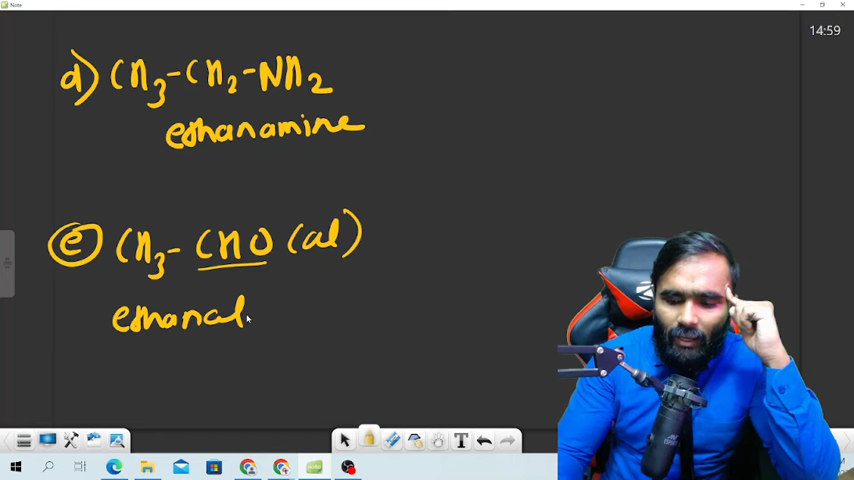 14:59
d) CH3-CH2-NH2
ethanamine
e) CH3-CHO (al)
ethanal